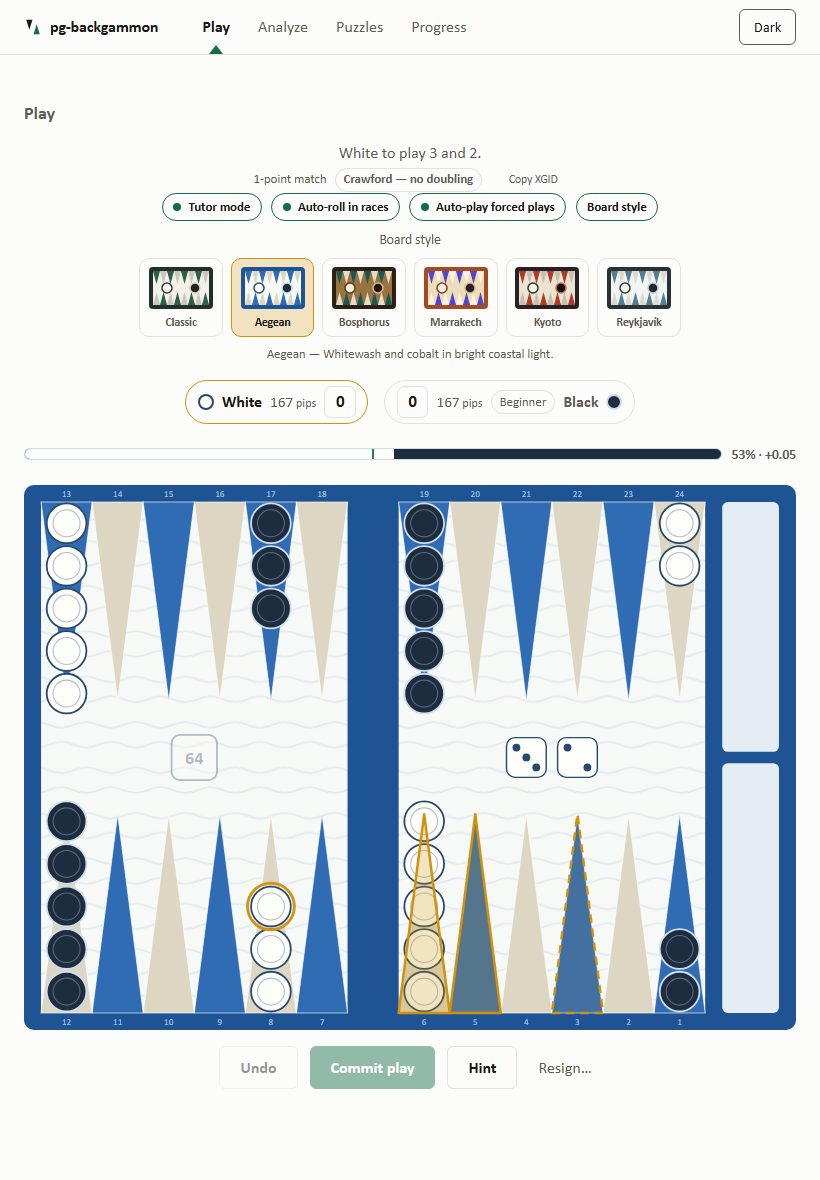 pg-backgammon Play Analyze Puzzles Progress Dark
Play
White to play 3 and 2.
1-point match Crawford — no doubling Copy XGID
Tutor mode Auto-roll in races Auto-play forced plays Board style
Board style
Classic Aegean Bosphorus Marrakech Kyoto Reykjavík
Aegean — Whitewash and cobalt in bright coastal light.
White 167 pips 0 0 167 pips Beginner Black
53% · +0.05
13 14 15 16 17 18 19 20 21 22 23 24
64
12 11 10 9 8 7 6 5 4 3 2 1
Undo Commit play Hint Resign...